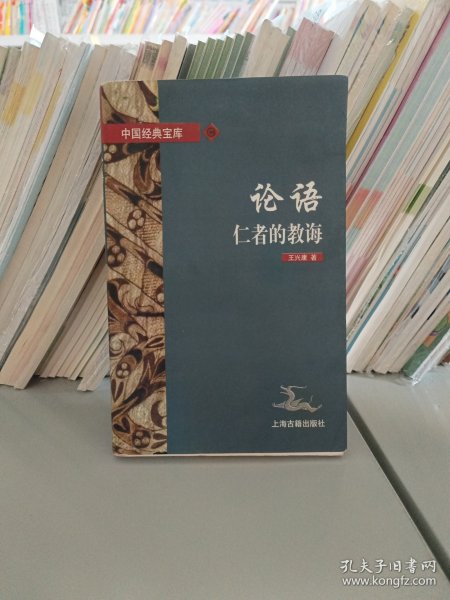 中国经典宝库
论语
仁者的教诲
王兴康 著
上海古籍出版社
孔夫子旧书网
www.kongfz.com